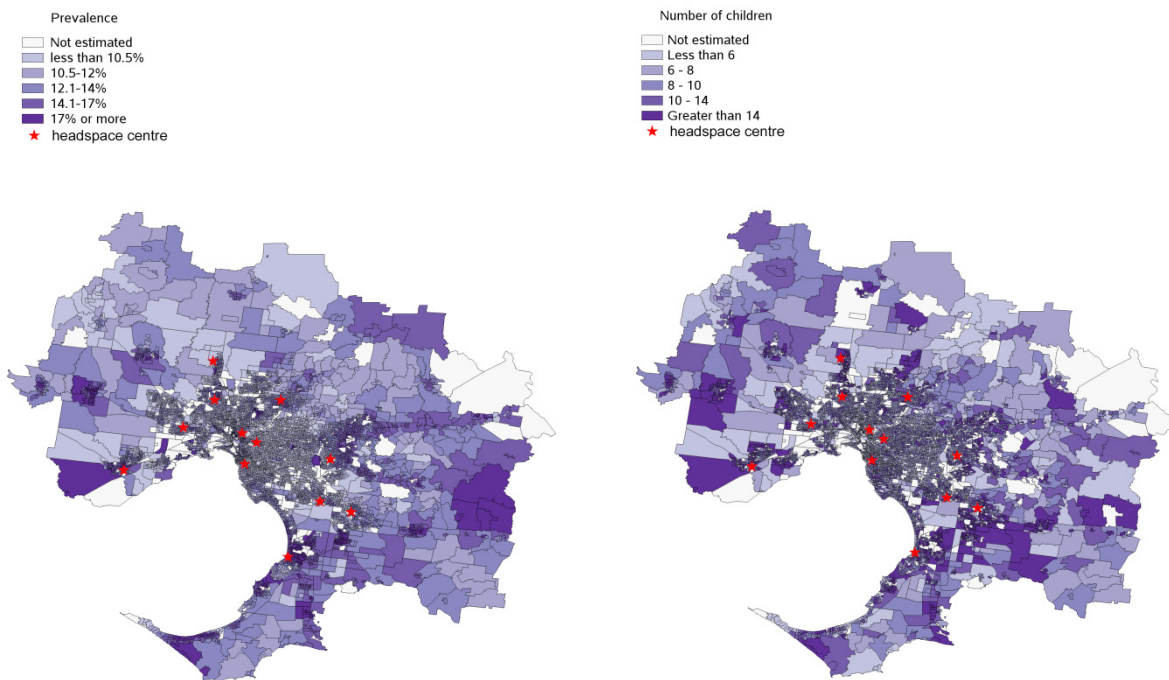 Prevalence
Not estimated
less than 10.5%
10.5-12%
12.1-14%
14.1-17%
17% or more
headspace centre
Number of children
Not estimated
Less than 6
6 - 8
8 - 10
10 - 14
Greater than 14
headspace centre